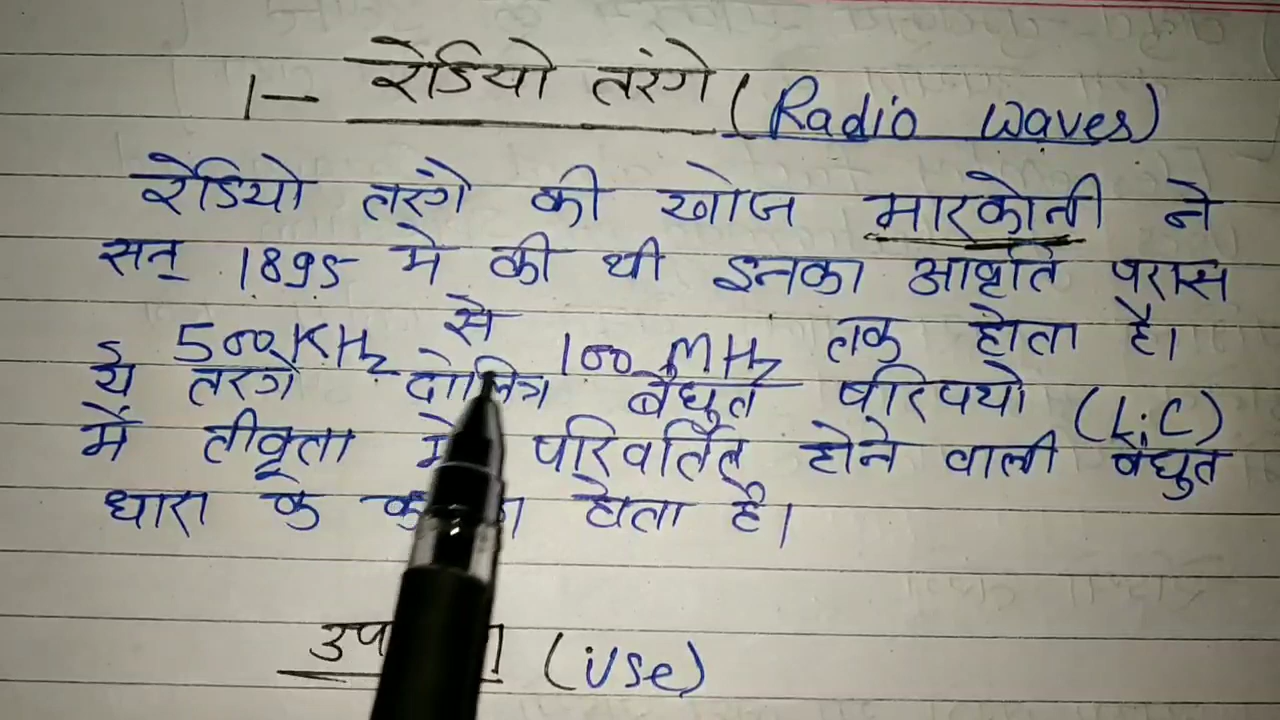 1- रेडियो तरंगे (Radio waves)
रेडियो तरंगे की खोज मारकोनी ने
सन् 1895 मे की थी इनका आवृति परास
500 KHz से 100 MHz तक होता है।
ये तरंगे वैधुत परिपथो (L.C)
में तीव्रता मे परिवर्तित होने वाली वैधुत
धारा के होता है।
(Use)